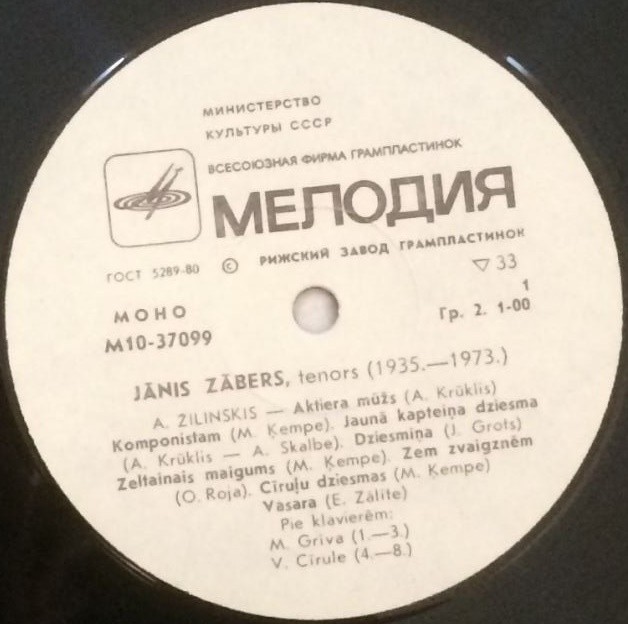 МИНИСТЕРСТВО
КУЛЬТУРЫ СССР
ВСЕСОЮЗНАЯ ФИРМА ГРАМПЛАСТИНОК
МЕЛОДИЯ
ГОСТ 5289-80 © РИЖСКИЙ ЗАВОД ГРАМПЛАСТИНОК
▽ 33
МОНО 1
М10-37099 Гр. 2. 1-00
JĀNIS ZĀBERS, tenors (1935.—1973.)
A. ŽILINSKIS — Aktiera mūžs (A. Krūklis)
Komponistam (M. Ķempe). Jaunā kapteiņa dziesma
(A. Krūklis — A. Skalbe). Dziesmiņa (J. Grots)
Zeltainais maigums (M. Ķempe). Zem zvaigznēm
(O. Roja). Cīruļu dziesmas (M. Ķempe)
Vasara (E. Zālīte)
Pie klavierēm:
M. Grīva (1.—3.)
V. Cīrule (4.—8.)